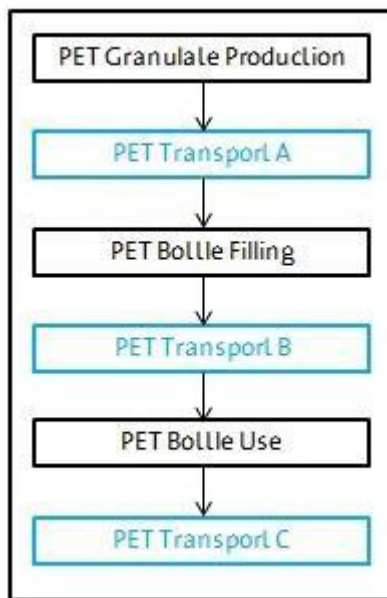 PET Granulate Production
PET Transport A
PET Bottle Filling
PET Transport B
PET Bottle Use
PET Transport C